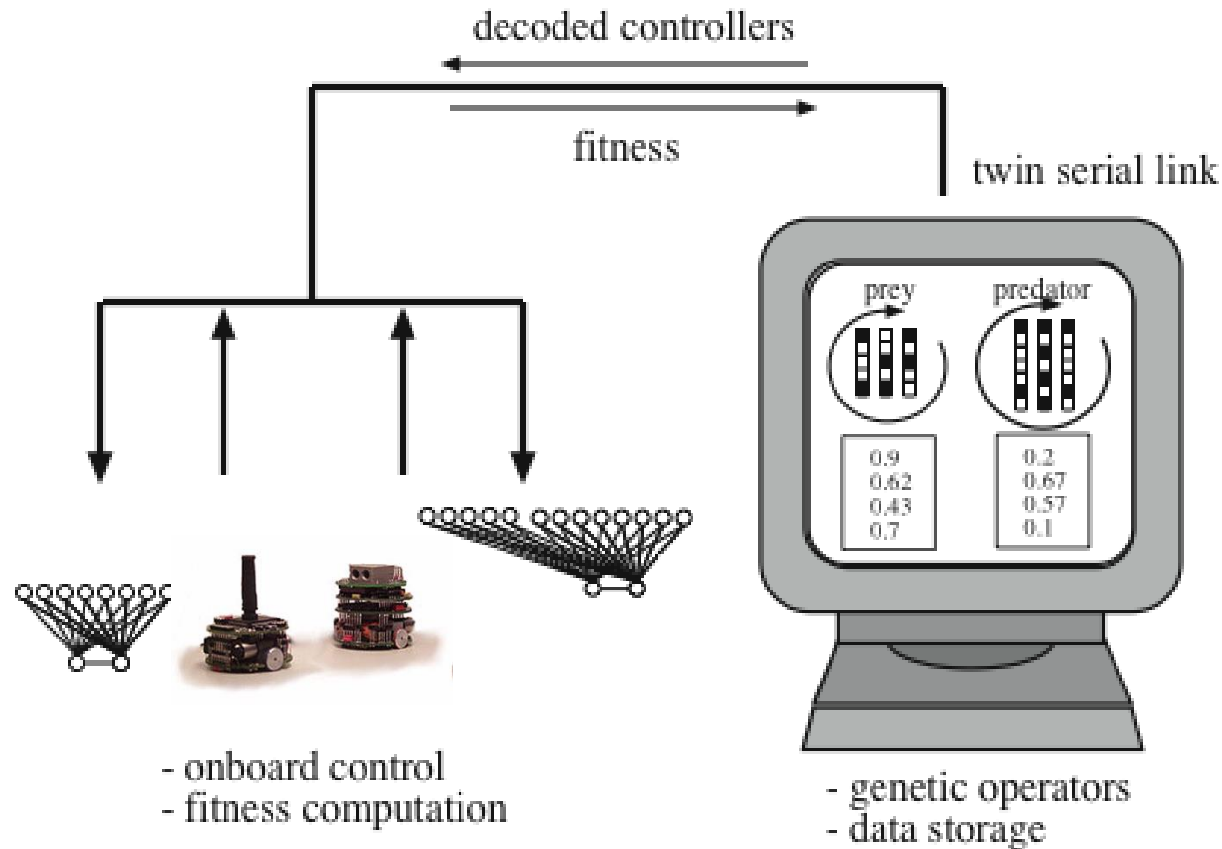 decoded controllers
fitness
twin serial link
prey
predator
0.9
0.62
0.43
0.7
0.2
0.67
0.57
0.1
- onboard control
- fitness computation
- genetic operators
- data storage